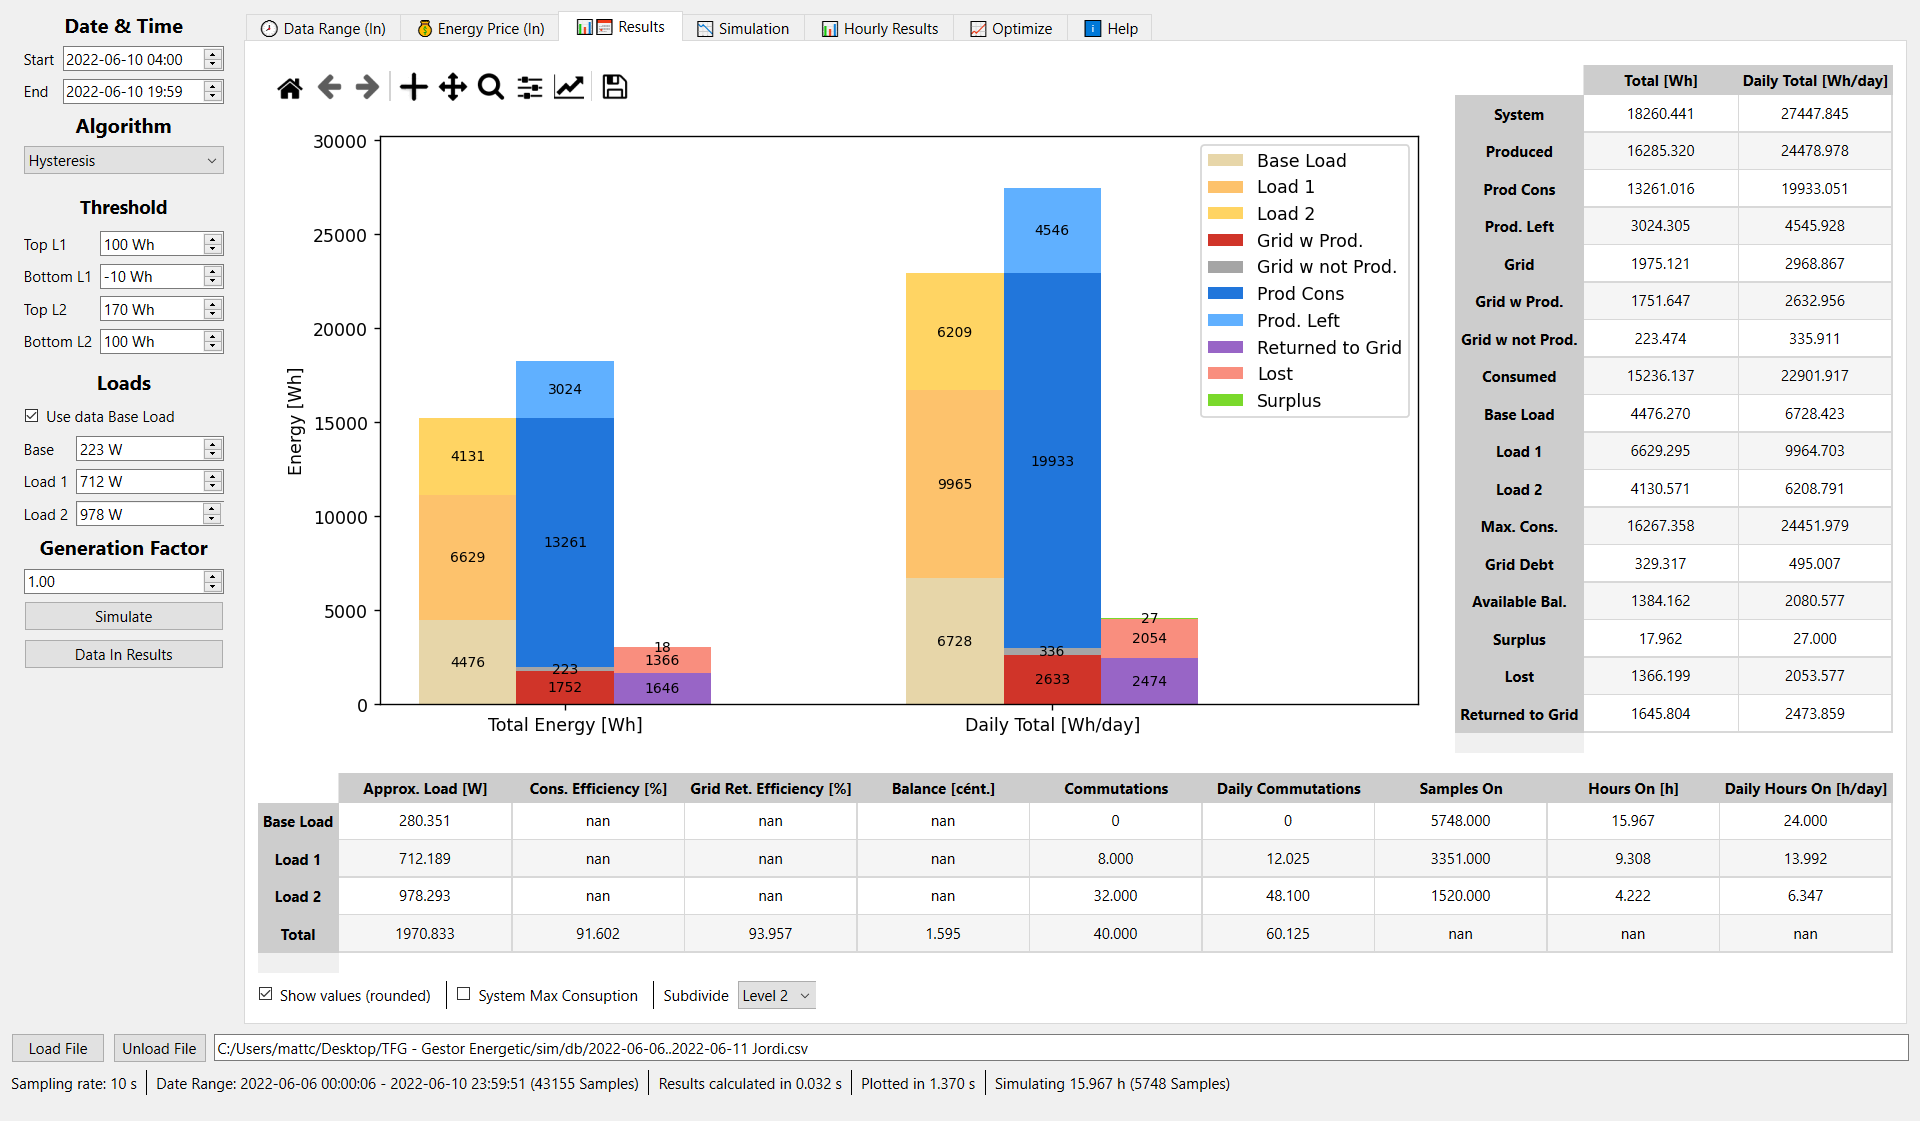 Date & Time
Start 2022-06-10 04:00
End 2022-06-10 19:59
Algorithm
Hysteresis
Threshold
Top L1 100 Wh
Bottom L1 -10 Wh
Top L2 170 Wh
Bottom L2 100 Wh
Loads
Use data Base Load
Base 223 W
Load 1 712 W
Load 2 978 W
Generation Factor
1.00
Simulate
Data In Results
Data Range (In) Energy Price (In) Results Simulation Hourly Results Optimize Help
30000
25000
20000
15000
10000
5000
0
Energy [Wh]
4131
6629
4476
3024
13261
223
1752
18
1366
1646
6209
9965
6728
4546
19933
336
2633
27
2054
2474
Total Energy [Wh] Daily Total [Wh/day]
Base Load
Load 1
Load 2
Grid w Prod.
Grid w not Prod.
Prod Cons
Prod. Left
Returned to Grid
Lost
Surplus
Total [Wh] Daily Total [Wh/day]
System 18260.441 27447.845
Produced 16285.320 24478.978
Prod Cons 13261.016 19933.051
Prod. Left 3024.305 4545.928
Grid 1975.121 2968.867
Grid w Prod. 1751.647 2632.956
Grid w not Prod. 223.474 335.911
Consumed 15236.137 22901.917
Base Load 4476.270 6728.423
Load 1 6629.295 9964.703
Load 2 4130.571 6208.791
Max. Cons. 16267.358 24451.979
Grid Debt 329.317 495.007
Available Bal. 1384.162 2080.577
Surplus 17.962 27.000
Lost 1366.199 2053.577
Returned to Grid 1645.804 2473.859
Approx. Load [W] Cons. Efficiency [%] Grid Ret. Efficiency [%] Balance [cént.] Commutations Daily Commutations Samples On Hours On [h] Daily Hours On [h/day]
Base Load 280.351 nan nan nan 0 0 5748.000 15.967 24.000
Load 1 712.189 nan nan nan 8.000 12.025 3351.000 9.308 13.992
Load 2 978.293 nan nan nan 32.000 48.100 1520.000 4.222 6.347
Total 1970.833 91.602 93.957 1.595 40.000 60.125 nan nan nan
Show values (rounded) System Max Consuption Subdivide Level 2
Load File Unload File C:/Users/mattc/Desktop/TFG - Gestor Energetic/sim/db/2022-06-06..2022-06-11 Jordi.csv
Sampling rate: 10 s Date Range: 2022-06-06 00:00:06 - 2022-06-10 23:59:51 (43155 Samples) Results calculated in 0.032 s Plotted in 1.370 s Simulating 15.967 h (5748 Samples)